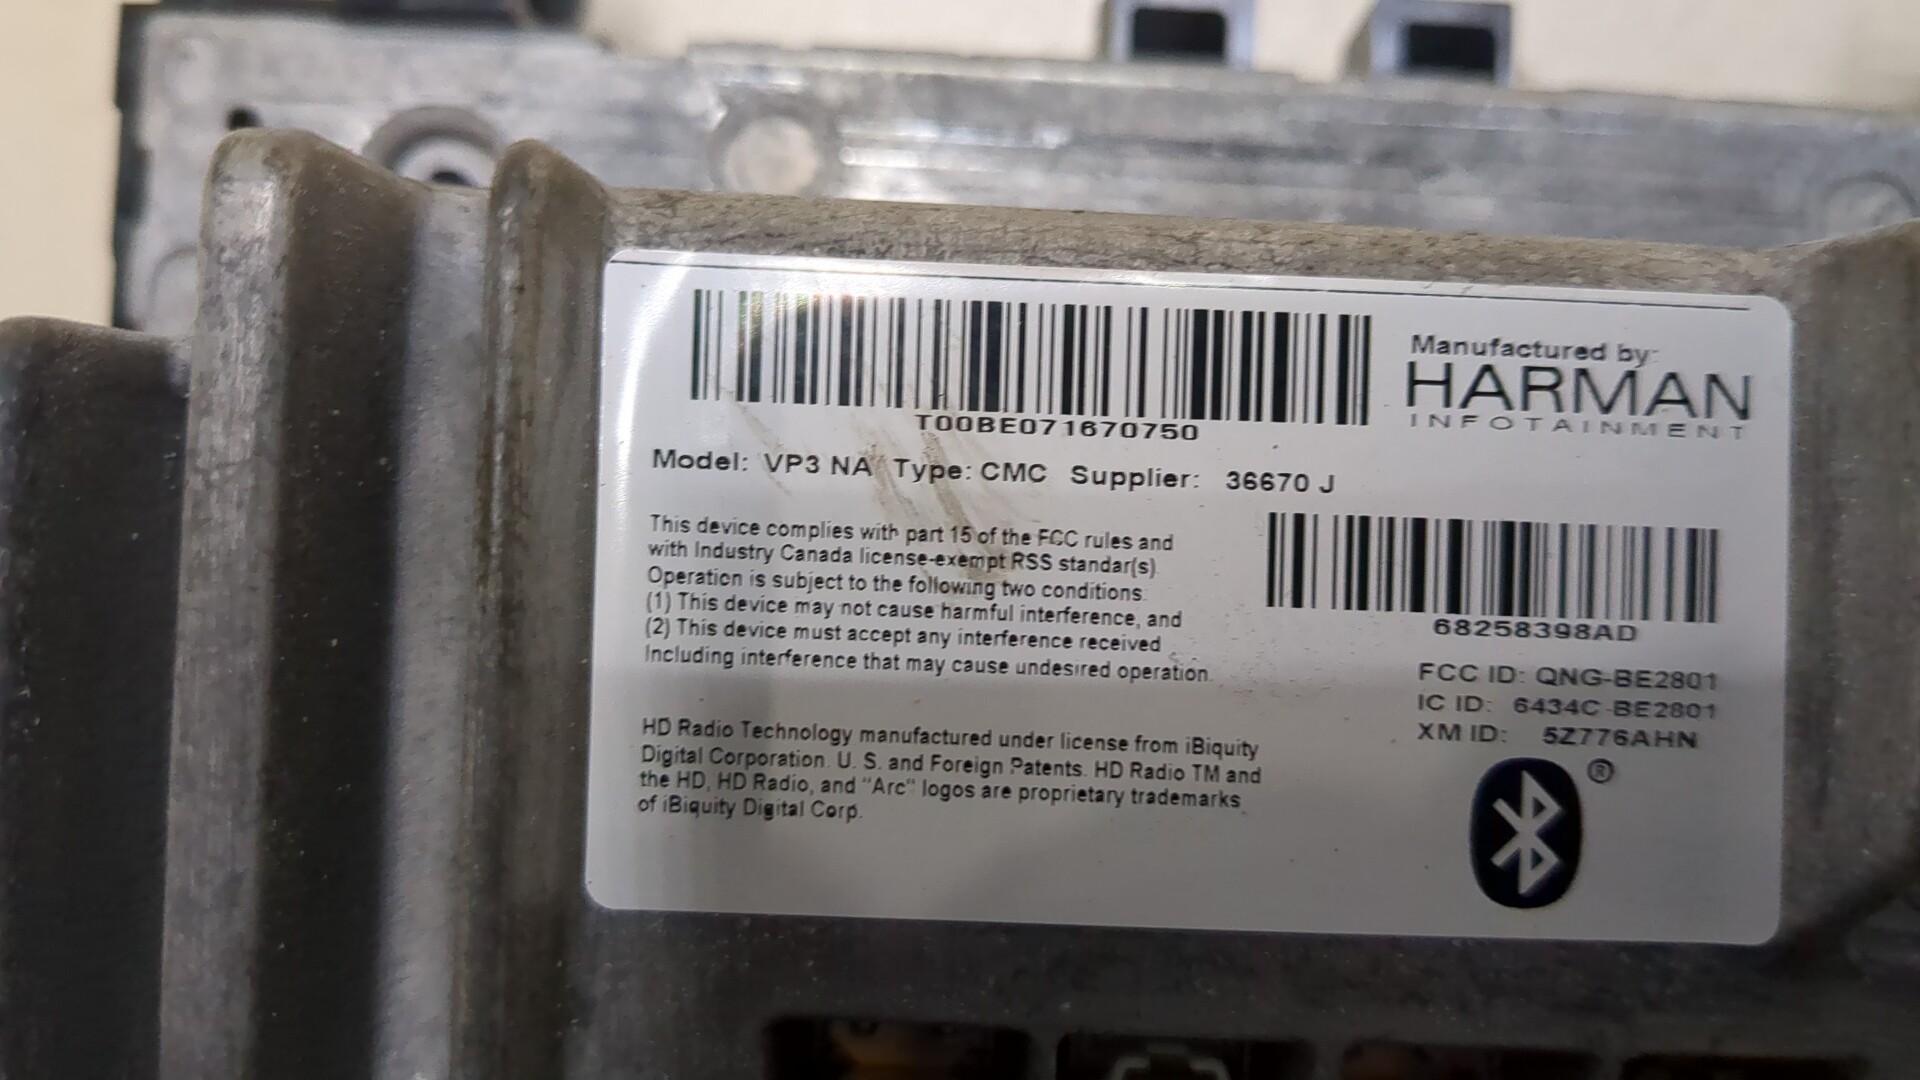 Manufactured by:
HARMAN
INFOTAINMENT
T00BE071670750
Model: VP3 NA Type: CMC Supplier: 36670 J
This device complies with part 15 of the FCC rules and
with Industry Canada license-exempt RSS standar(s).
Operation is subject to the following two conditions.
(1) This device may not cause harmful interference, and
(2) This device must accept any interference received
Including interference that may cause undesired operation.
68258398AD
FCC ID: QNG-BE2801
IC ID: 6434C-BE2801
XM ID: 5Z776AHN
®
HD Radio Technology manufactured under license from iBiquity
Digital Corporation. U. S. and Foreign Patents. HD Radio TM and
the HD, HD Radio, and "Arc" logos are proprietary trademarks
of iBiquity Digital Corp.